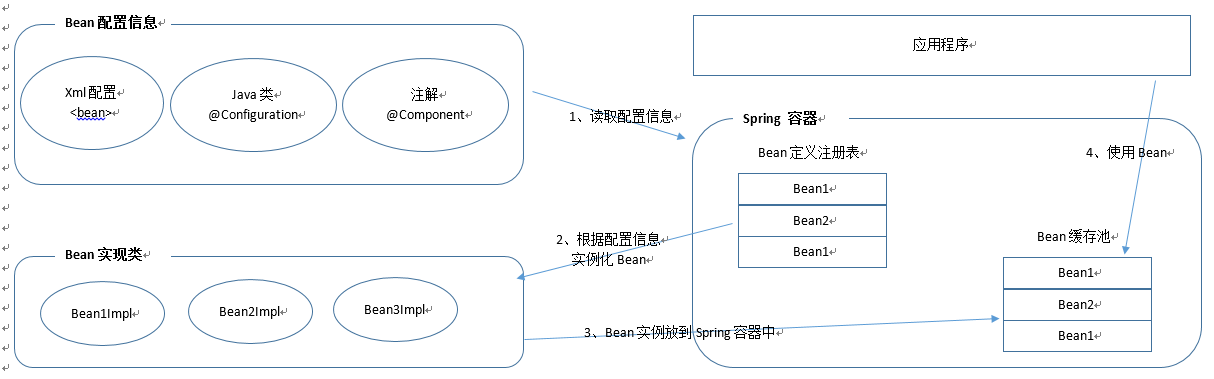 Bean 配置信息
Xml 配置
<bean>
Java 类
@Configuration
注解
@Component
应用程序
1、读取配置信息
Spring 容器
Bean 定义注册表
Bean1
Bean2
Bean1
4、使用 Bean
Bean 缓存池
Bean1
Bean2
Bean1
2、根据配置信息
实例化 Bean
Bean 实现类
Bean1Impl
Bean2Impl
Bean3Impl
3、Bean 实例放到 Spring 容器中